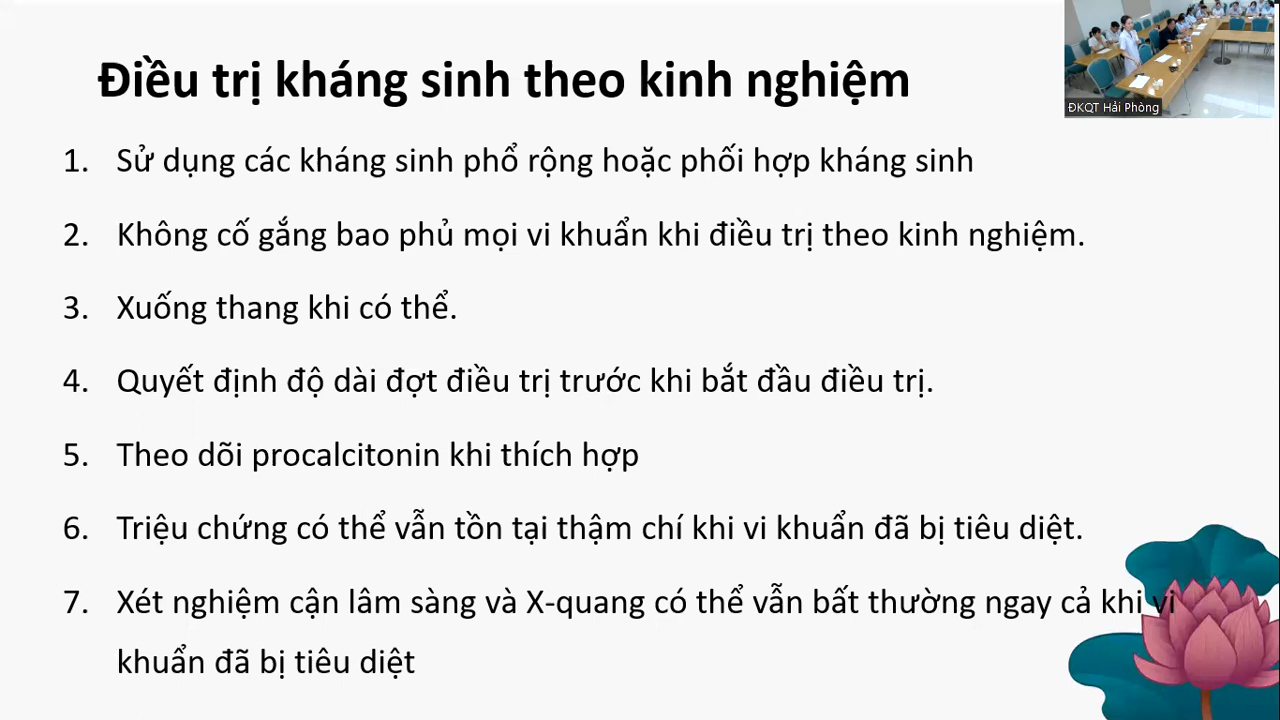 Điều trị kháng sinh theo kinh nghiệm
ĐKQT Hải Phòng
1. Sử dụng các kháng sinh phổ rộng hoặc phối hợp kháng sinh
2. Không cố gắng bao phủ mọi vi khuẩn khi điều trị theo kinh nghiệm.
3. Xuống thang khi có thể.
4. Quyết định độ dài đợt điều trị trước khi bắt đầu điều trị.
5. Theo dõi procalcitonin khi thích hợp
6. Triệu chứng có thể vẫn tồn tại thậm chí khi vi khuẩn đã bị tiêu diệt.
7. Xét nghiệm cận lâm sàng và X-quang có thể vẫn bất thường ngay cả khi vi
khuẩn đã bị tiêu diệt